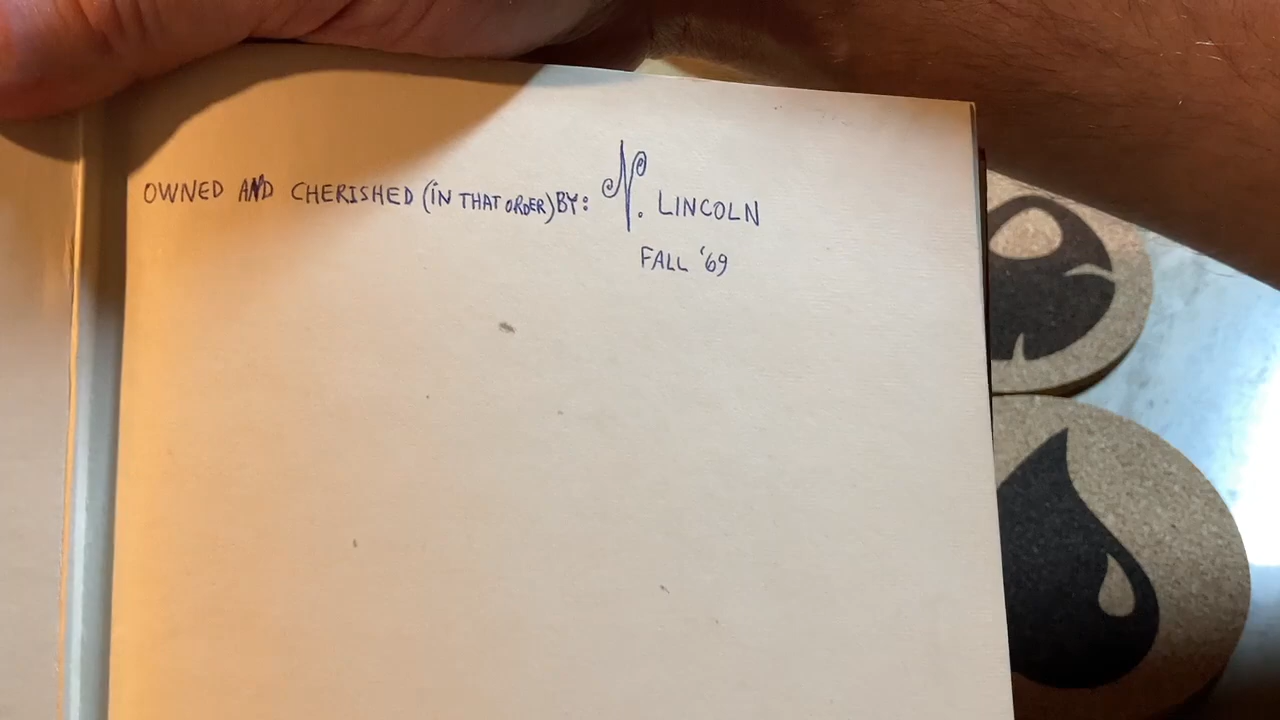 OWNED AND CHERISHED (IN THAT ORDER) BY: N. LINCOLN
FALL '69